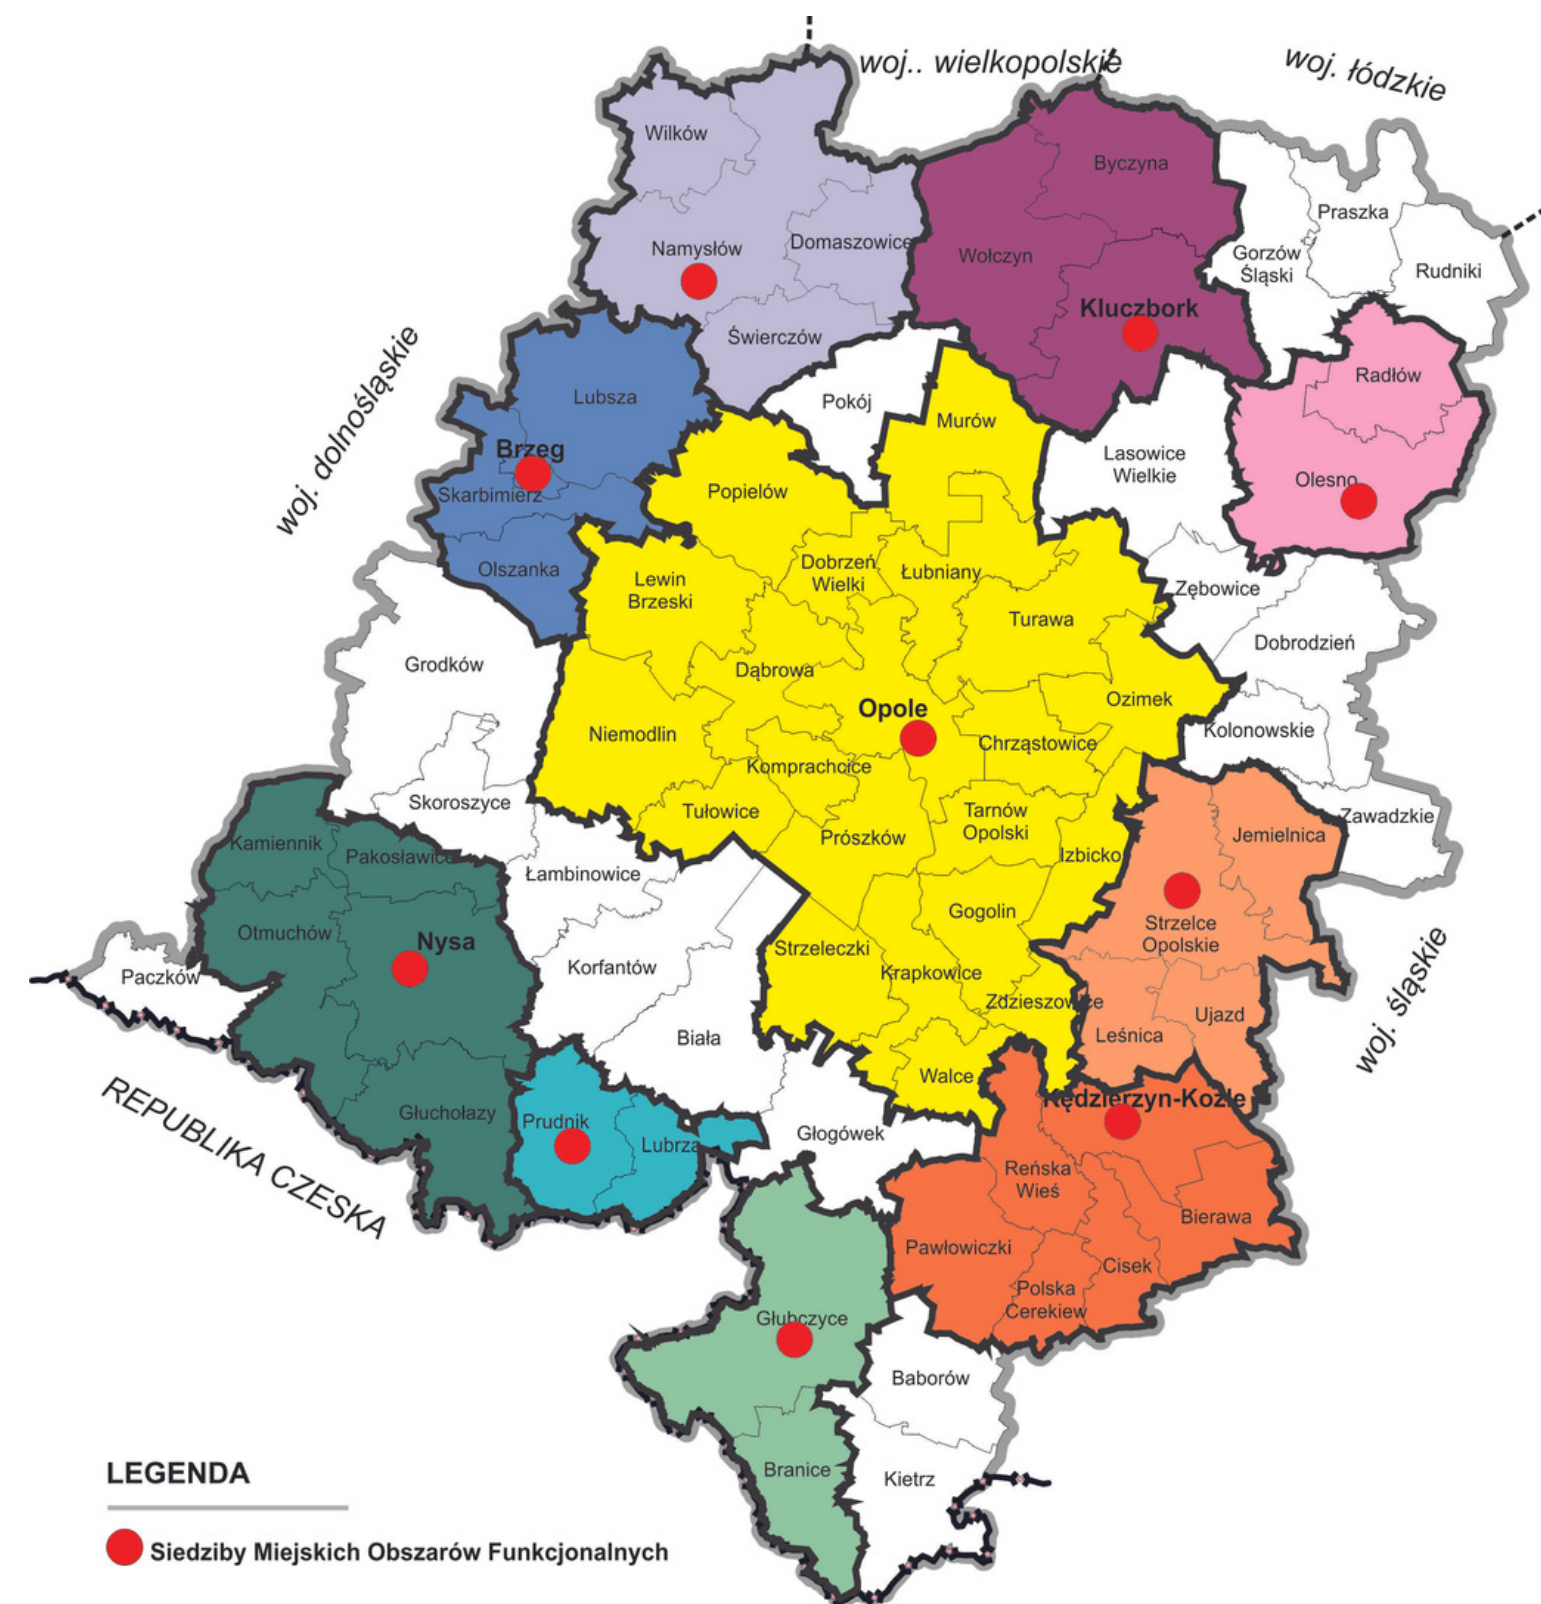 woj.. wielkopolskie
woj. łódzkie
Wilków
Byczyna
Praszka
Namysłów
Domaszowice
Wołczyn
Gorzów
Śląski
Rudniki
Kluczbork
Świerczów
woj. dolnośląskie
Lubsza
Pokój
Murów
Radłów
Brzeg
Skarbimierz
Popielów
Lasowice
Wielkie
Olesno
Olszanka
Lewin
Brzeski
Dobrzeń
Wielki
Łubniany
Turawa
Zębowice
Dobrodzień
Grodków
Dąbrowa
Ozimek
Opole
Niemodlin
Chrząstowice
Kolonowskie
Komprachcice
Skoroszyce
Tułowice
Prószków
Tarnów
Opolski
Izbicko
Jemielnica
Zawadzkie
Kamiennik
Pakosławice
Łambinowice
Otmuchów
Nysa
Gogolin
Strzelce
Opolskie
Strzeleczki
Korfantów
Krapkowice
Paczków
Zdzieszowice
Ujazd
Leśnica
woj. śląskie
Biała
Walce
REPUBLIKA CZESKA
Głuchołazy
Prudnik
Lubrza
Głogówek
Kędzierzyn-Koźle
Reńska
Wieś
Bierawa
Pawłowiczki
Cisek
Polska
Cerekiew
Głubczyce
Baborów
Branice
Kietrz
LEGENDA
Siedziby Miejskich Obszarów Funkcjonalnych